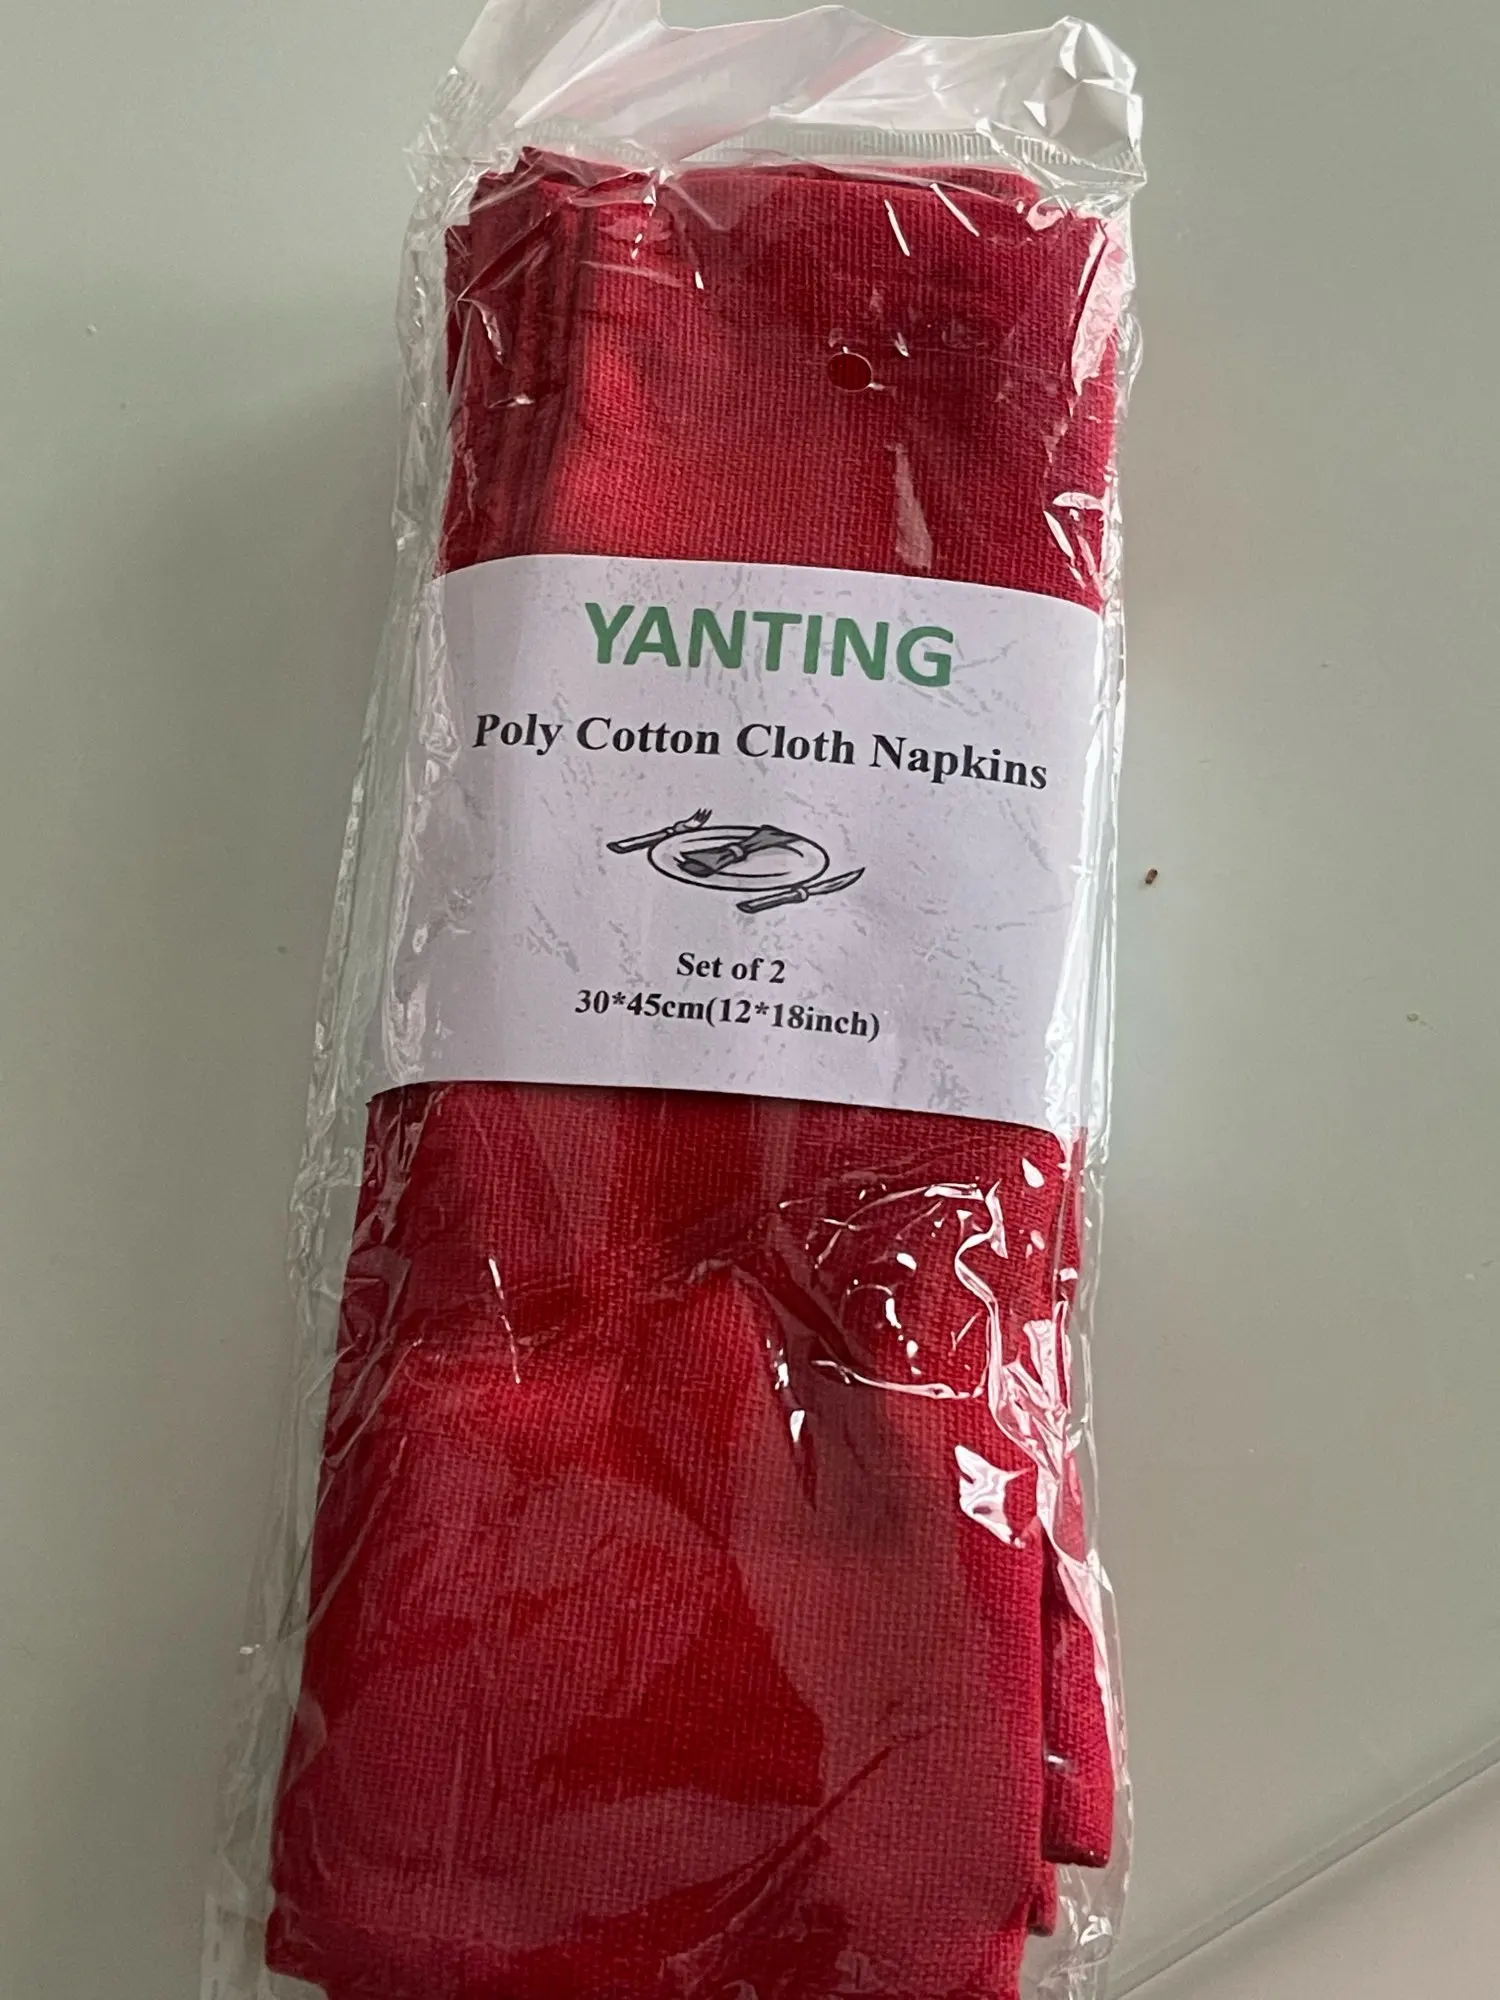 YANTING
Poly Cotton Cloth Napkins
Set of 2
30*45cm(12*18inch)